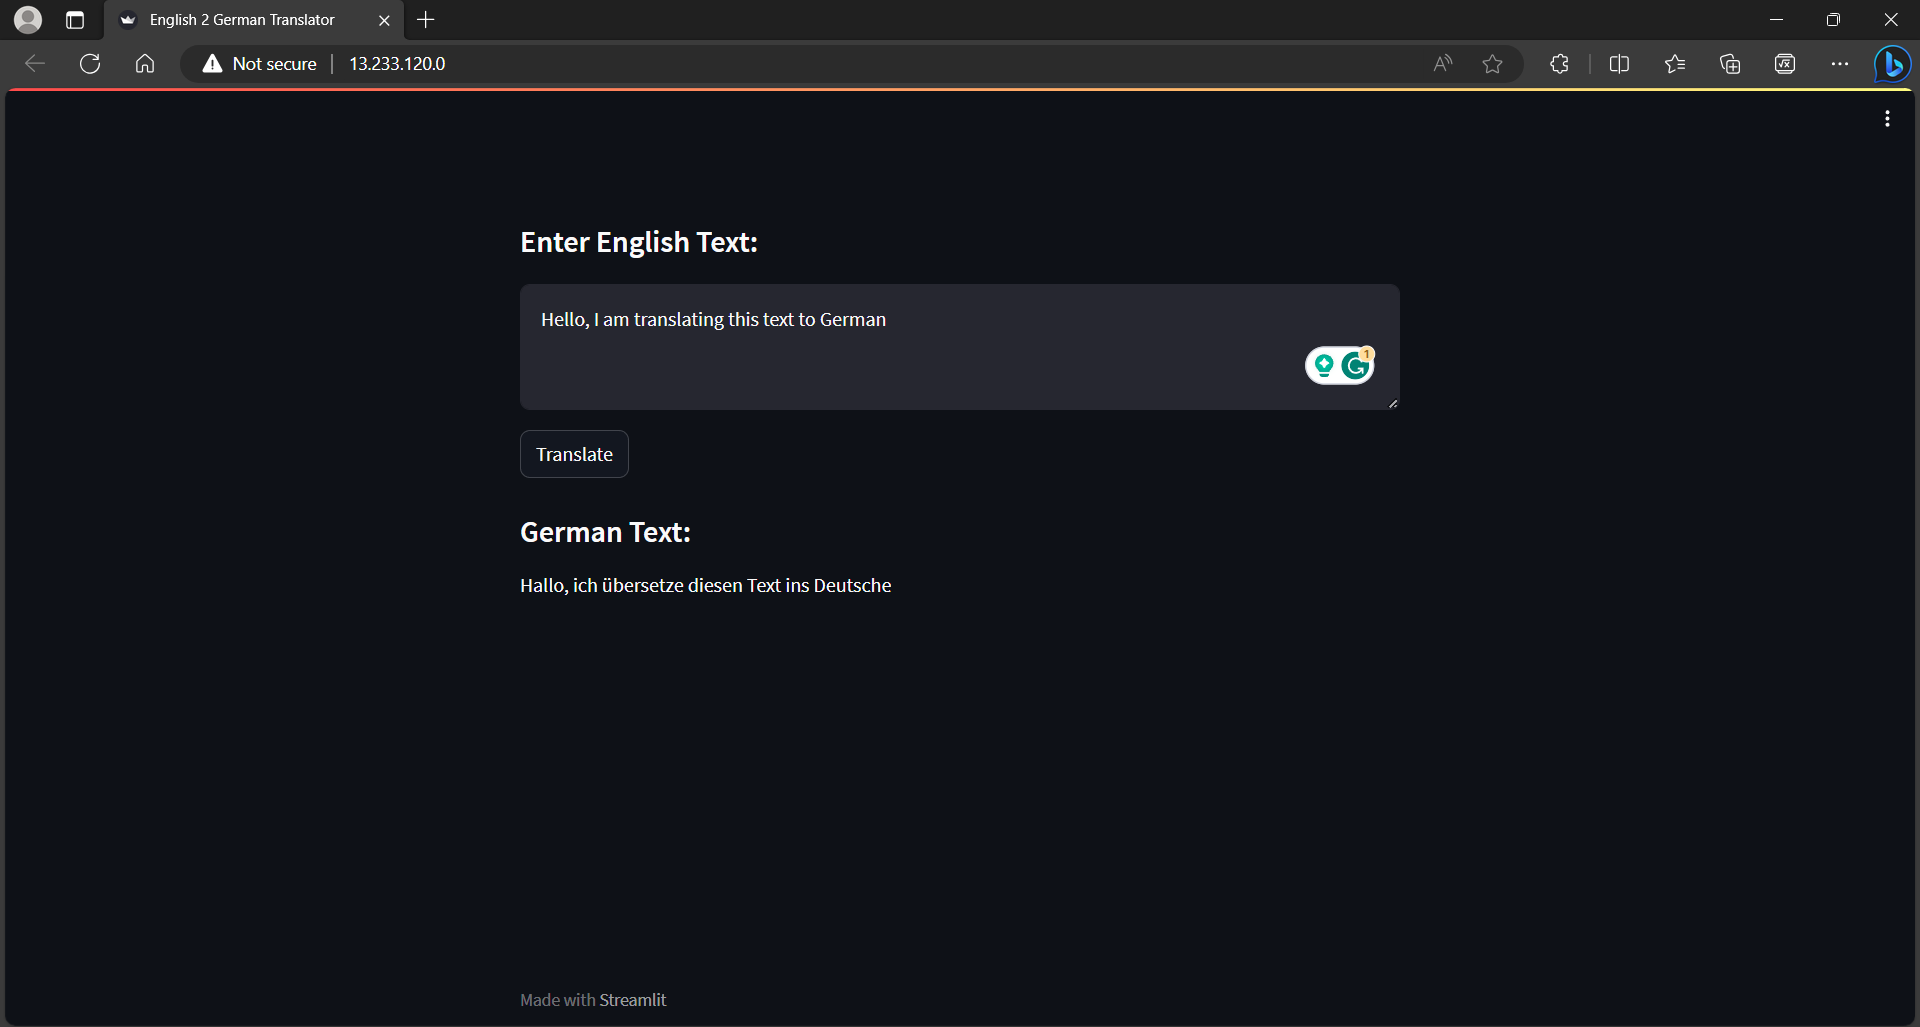 English 2 German Translator
Not secure
13.233.120.0
Enter English Text:
Hello, I am translating this text to German
1
Translate
German Text:
Hallo, ich übersetze diesen Text ins Deutsche
Made with Streamlit